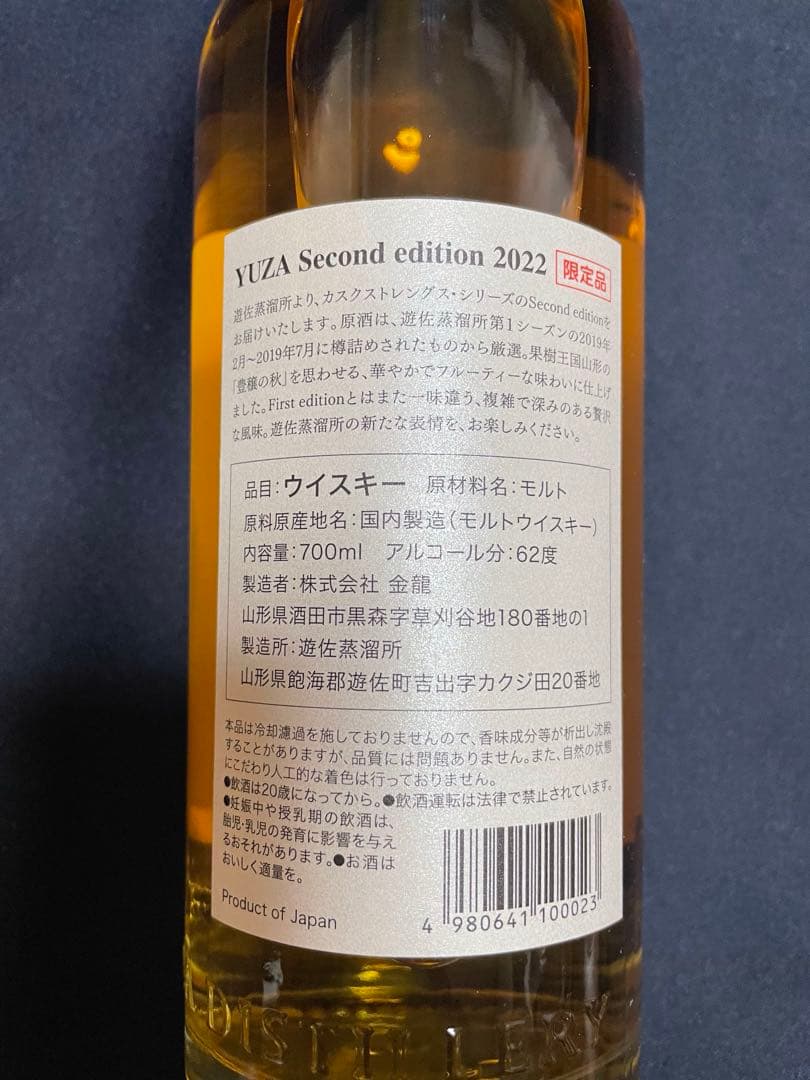 YUZA Second edition 2022 限定品
遊佐蒸溜所より、カスクストレングス・シリーズのSecond editionを
お届けいたします。原酒は、遊佐蒸溜所第1シーズンの2019年
2月〜2019年7月に樽詰めされたものから厳選。果樹王国山形の
「豊穣の秋」を思わせる、華やかでフルーティーな味わいに仕上げ
ました。First editionとはまた一味違う、複雑で深みのある贅沢
な風味。遊佐蒸溜所の新たな表情を、お楽しみください。
品目：ウイスキー 原材料名：モルト
原料原産地名：国内製造（モルトウイスキー）
内容量：700ml アルコール分：62度
製造者：株式会社 金龍
山形県酒田市黒森字草刈谷地180番地の1
製造所：遊佐蒸溜所
山形県飽海郡遊佐町吉出字カクジ田20番地
本品は冷却濾過を施しておりませんので、香味成分等が析出し沈殿
することがありますが、品質には問題ありません。また、自然の状態
にこだわり人工的な着色は行っておりません。
●飲酒は20歳になってから。●飲酒運転は法律で禁止されています。
●妊娠中や授乳期の飲酒は、
胎児・乳児の発育に影響を与え
るおそれがあります。●お酒は
おいしく適量を。
Product of Japan
4 980641 100023
DISTILLERY